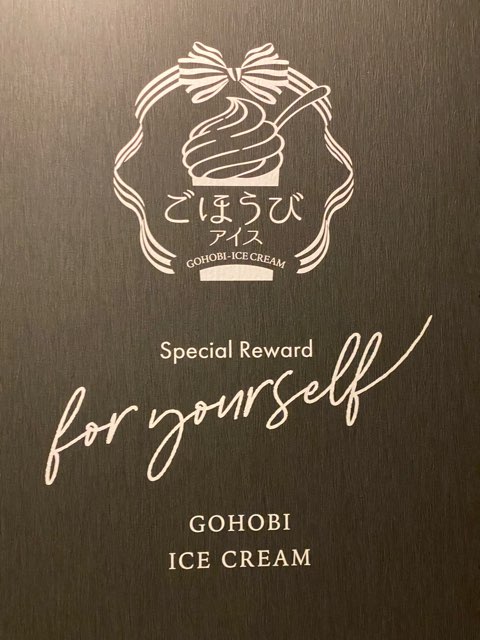 ごほうび
アイス
GOHOBI-ICE CREAM
Special Reward
for yourself
GOHOBI
ICE CREAM